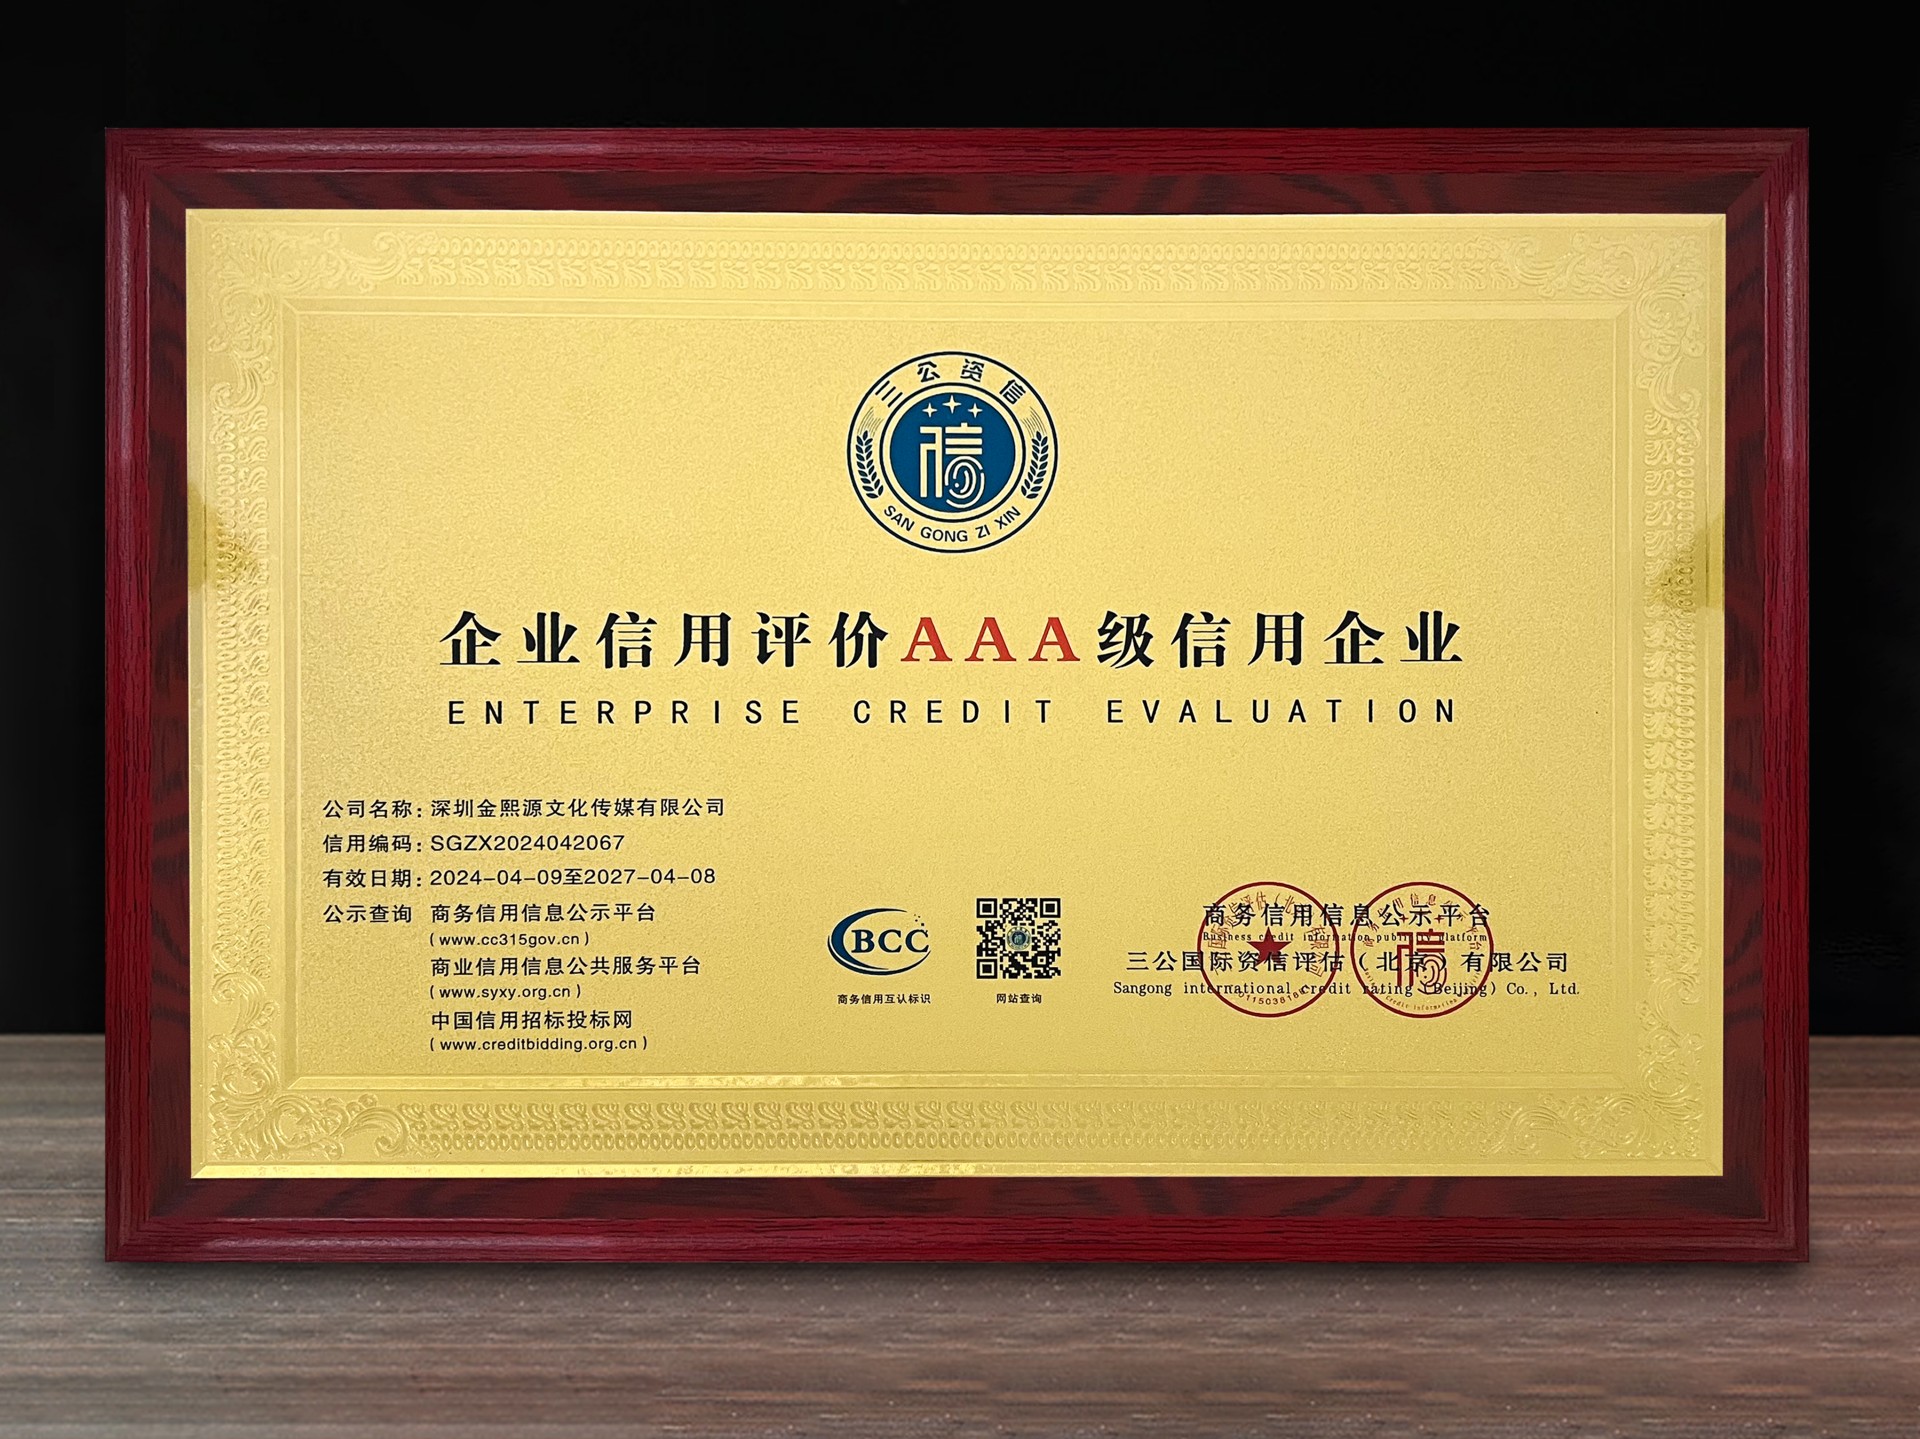 三公资信
信
SAN GONG ZI XIN
企业信用评价AAA级信用企业
ENTERPRISE CREDIT EVALUATION
公司名称: 深圳金熙源文化传媒有限公司
信用编码: SGZX2024042067
有效日期: 2024-04-09至2027-04-08
公示查询 商务信用信息公示平台
(www.cc315gov.cn)
商业信用信息公共服务平台
(www.syxy.org.cn)
中国信用招标投标网
(www.creditbidding.org.cn)
BCC
商务信用互认标识
网站查询
商务信用信息公示平台
Business credit information publicity platform
三公国际资信评估(北京)有限公司
Sangong international credit rating (Beijing) Co., Ltd.